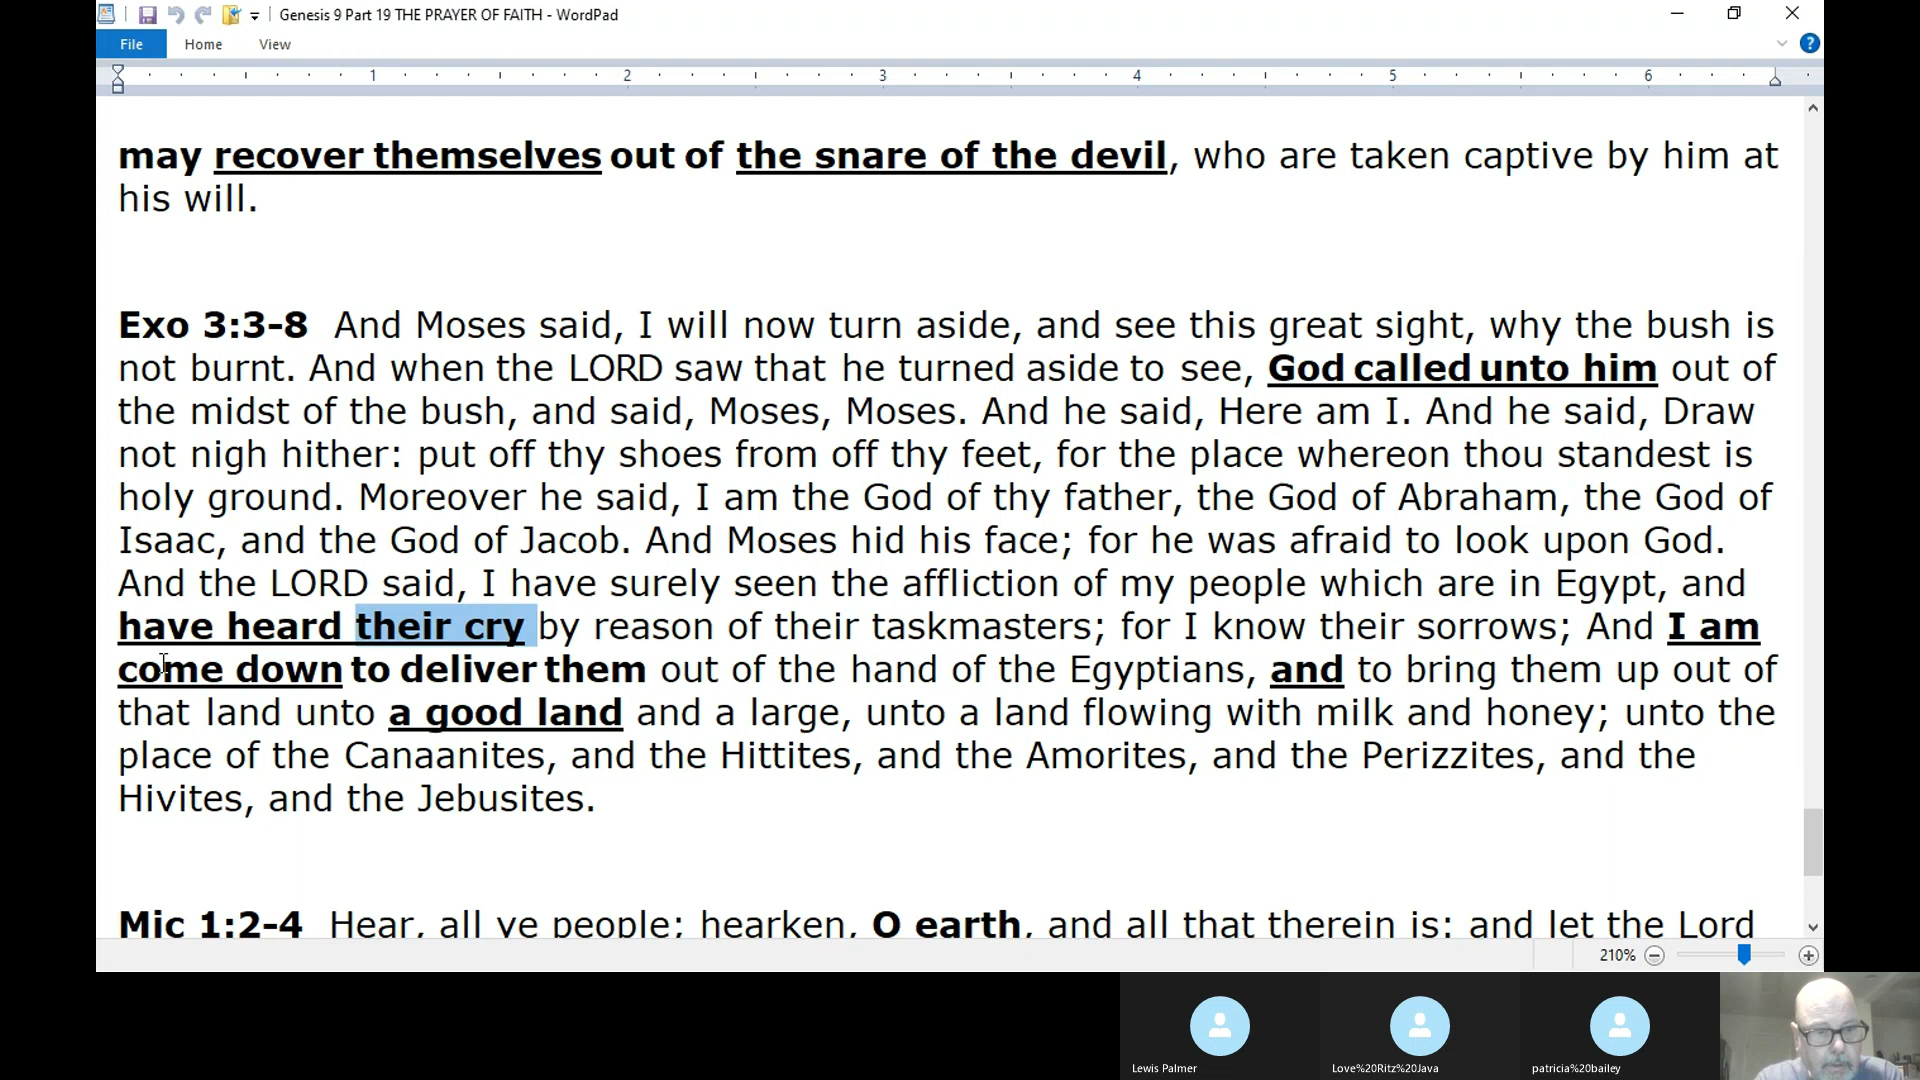 Genesis 9 Part 19 THE PRAYER OF FAITH - WordPad
File Home View
1 2 3 4 5 6
may recover themselves out of the snare of the devil, who are taken captive by him at
his will.
Exo 3:3-8 And Moses said, I will now turn aside, and see this great sight, why the bush is
not burnt. And when the LORD saw that he turned aside to see, God called unto him out of
the midst of the bush, and said, Moses, Moses. And he said, Here am I. And he said, Draw
not nigh hither: put off thy shoes from off thy feet, for the place whereon thou standest is
holy ground. Moreover he said, I am the God of thy father, the God of Abraham, the God of
Isaac, and the God of Jacob. And Moses hid his face; for he was afraid to look upon God.
And the LORD said, I have surely seen the affliction of my people which are in Egypt, and
have heard their cry by reason of their taskmasters; for I know their sorrows; And I am
come down to deliver them out of the hand of the Egyptians, and to bring them up out of
that land unto a good land and a large, unto a land flowing with milk and honey; unto the
place of the Canaanites, and the Hittites, and the Amorites, and the Perizzites, and the
Hivites, and the Jebusites.
Mic 1:2-4 Hear, all ye people; hearken, O earth, and all that therein is: and let the Lord
210%
Lewis Palmer Love%20Ritz%20Java patricia%20bailey